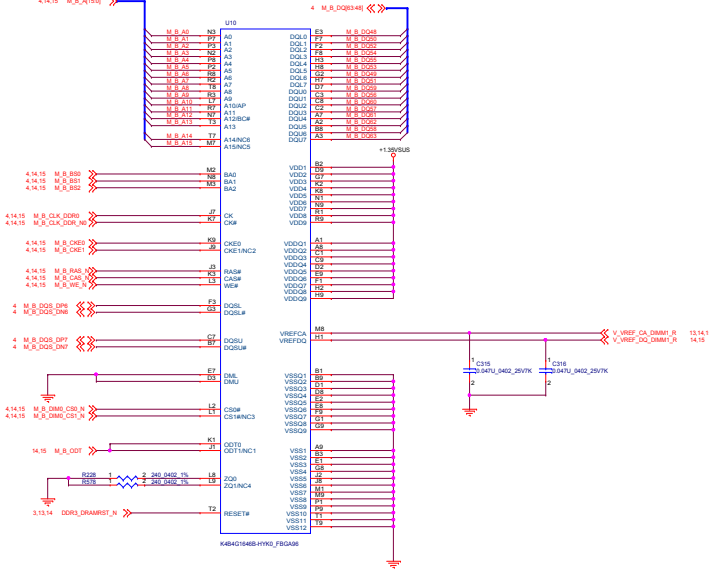 4,14,15 M_B_A[15:0]
4 M_B_DQ[63:48]
U10
M_B_A0 N3 A0 DQL0 E3 M_B_DQ48
M_B_A1 P7 A1 DQL1 F7 M_B_DQ50
M_B_A2 P3 A2 DQL2 F2 M_B_DQ52
M_B_A3 N2 A3 DQL3 F8 M_B_DQ54
M_B_A4 P8 A4 DQL4 H3 M_B_DQ55
M_B_A5 P2 A5 DQL5 H8 M_B_DQ53
M_B_A6 R8 A6 DQL6 G2 M_B_DQ49
M_B_A7 R2 A7 DQL7 H7 M_B_DQ51
M_B_A8 T8 A8 DQU0 D7 M_B_DQ59
M_B_A9 R3 A9 DQU1 C3 M_B_DQ56
M_B_A10 L7 A10/AP DQU2 C8 M_B_DQ60
M_B_A11 R7 A11 DQU3 C2 M_B_DQ57
M_B_A12 N7 A12/BC# DQU4 A7 M_B_DQ61
M_B_A13 T3 A13 DQU5 A2 M_B_DQ62
DQU6 B8 M_B_DQ58
M_B_A14 T7 A14/NC6 DQU7 A3 M_B_DQ63
M_B_A15 M7 A15/NC5
+1.35VSUS
4,14,15 M_B_BS0 M2 BA0
4,14,15 M_B_BS1 N8 BA1
4,14,15 M_B_BS2 M3 BA2
VDD1 B2
VDD2 D9
VDD3 G7
VDD4 K2
VDD5 K8
VDD6 N1
VDD7 N9
VDD8 R1
VDD9 R9
4,14,15 M_B_CLK_DDR0 J7 CK
4,14,15 M_B_CLK_DDR_N0 K7 CK#
4,14,15 M_B_CKE0 K9 CKE0
4,14,15 M_B_CKE1 J9 CKE1/NC2
VDDQ1 A1
VDDQ2 A8
VDDQ3 C1
VDDQ4 C9
VDDQ5 D2
VDDQ6 E9
VDDQ7 F1
VDDQ8 H2
VDDQ9 H9
4,14,15 M_B_RAS_N J3 RAS#
4,14,15 M_B_CAS_N K3 CAS#
4,14,15 M_B_WE_N L3 WE#
4 M_B_DQS_DP6 F3 DQSL
4 M_B_DQS_DN6 G3 DQSL#
4 M_B_DQS_DP7 C7 DQSU
4 M_B_DQS_DN7 B7 DQSU#
VREFCA M8 V_VREF_CA_DIMM1_R 13,14,1
VREFDQ H1 V_VREF_DQ_DIMM1_R 14,15
1 C315 1 C316
0.047U_0402_25V7K 0.047U_0402_25V7K
2 2
E7 DML
D3 DMU
VSSQ1 B1
VSSQ2 B9
VSSQ3 D1
VSSQ4 D8
VSSQ5 E2
VSSQ6 E8
VSSQ7 F9
VSSQ8 G1
VSSQ9 G9
4,14,15 M_B_DIM0_CS0_N L2 CS0#
4,14,15 M_B_DIM0_CS1_N L1 CS1#/NC3
14,15 M_B_ODT
K1 ODT0
J1 ODT1/NC1
VSS1 A9
VSS2 B3
VSS3 E1
VSS4 G8
VSS5 J2
VSS6 J8
VSS7 M1
VSS8 M9
VSS9 P1
VSS10 P9
VSS11 T1
VSS12 T9
R228 1 2 240_0402_1% L8 ZQ0
R578 1 2 240_0402_1% L9 ZQ1/NC4
3,13,14 DDR3_DRAMRST_N T2 RESET#
K4B4G1646B-HYK0_FBGA96